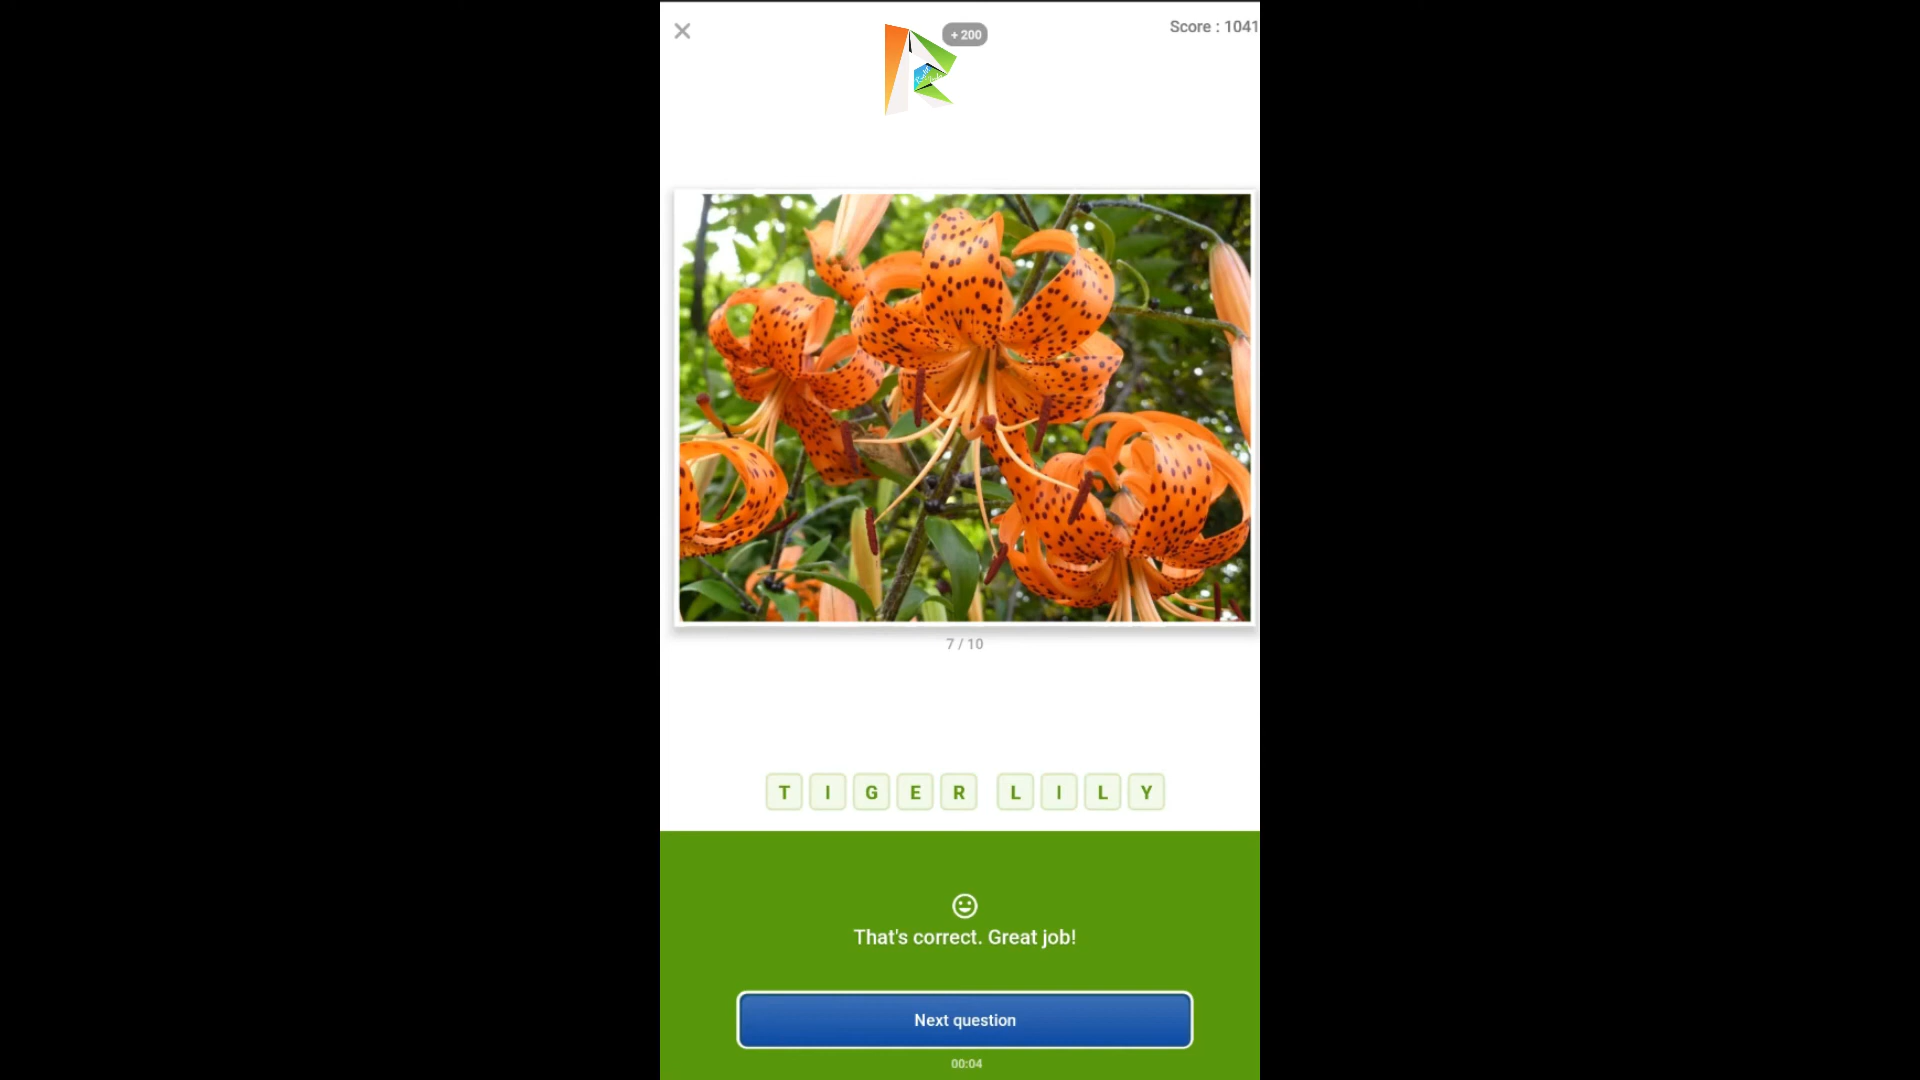 + 200
Score : 1041
7 / 10
T I G E R L I L Y
That's correct. Great job!
Next question
00:04